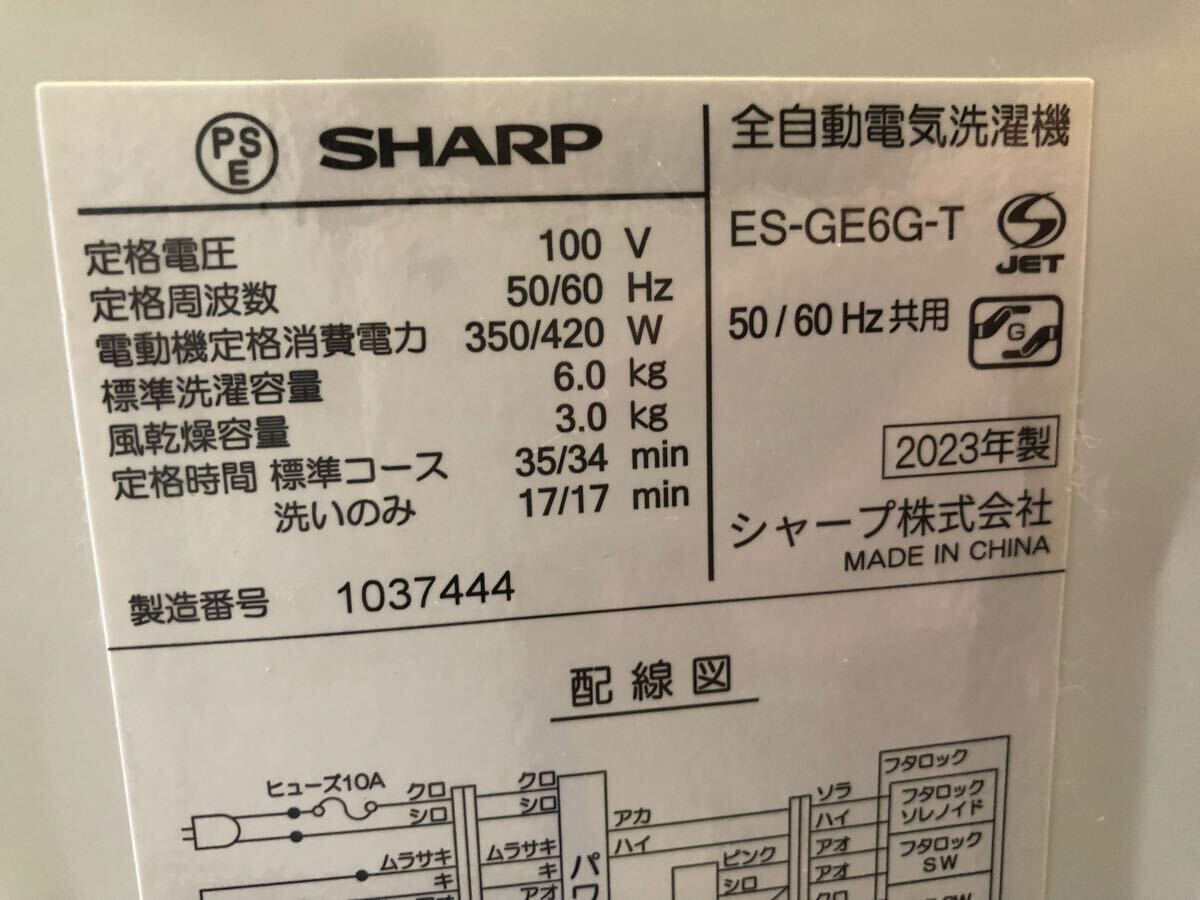 PSE SHARP
定格電圧 100 V
定格周波数 50/60 Hz
電動機定格消費電力 350/420 W
標準洗濯容量 6.0 kg
風乾燥容量 3.0 kg
定格時間 標準コース 35/34 min
洗いのみ 17/17 min
製造番号 1037444
全自動電気洗濯機
ES-GE6G-T
JET
50/60 Hz共用
G
2023年製
シャープ株式会社
MADE IN CHINA
配線図
ヒューズ10A
クロ
シロ
ムラサキ
キ
クロ
シロ
ムラサキ
キ
アオ
パワ
アカ
ハイ
ピンク
シロ
ソラ
ハイ
アオ
アオ
クロ
フタロック
フタロック
ソレノイド
フタロック
SW